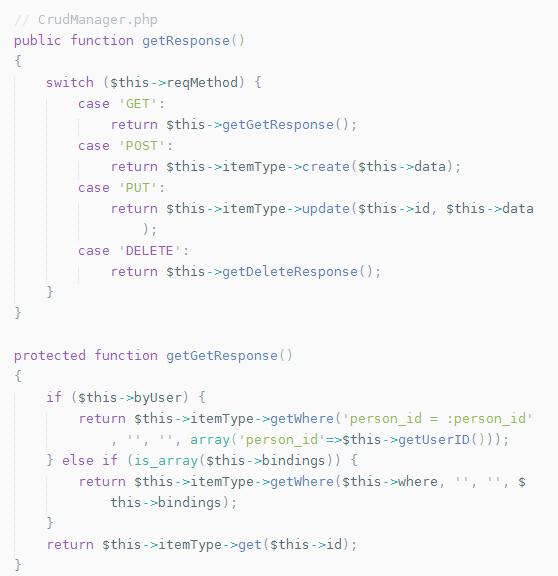 // CrudManager.php
public function getResponse()
{
    switch ($this->reqMethod) {
        case 'GET':
            return $this->getGetResponse();
        case 'POST':
            return $this->itemType->create($this->data);
        case 'PUT':
            return $this->itemType->update($this->id, $this->data
                );
        case 'DELETE':
            return $this->getDeleteResponse();
    }
}

protected function getGetResponse()
{
    if ($this->byUser) {
        return $this->itemType->getWhere('person_id = :person_id'
            , '', '', array('person_id'=>$this->getUserID()));
    } else if (is_array($this->bindings)) {
        return $this->itemType->getWhere($this->where, '', '', $
            this->bindings);
    }
    return $this->itemType->get($this->id);
}